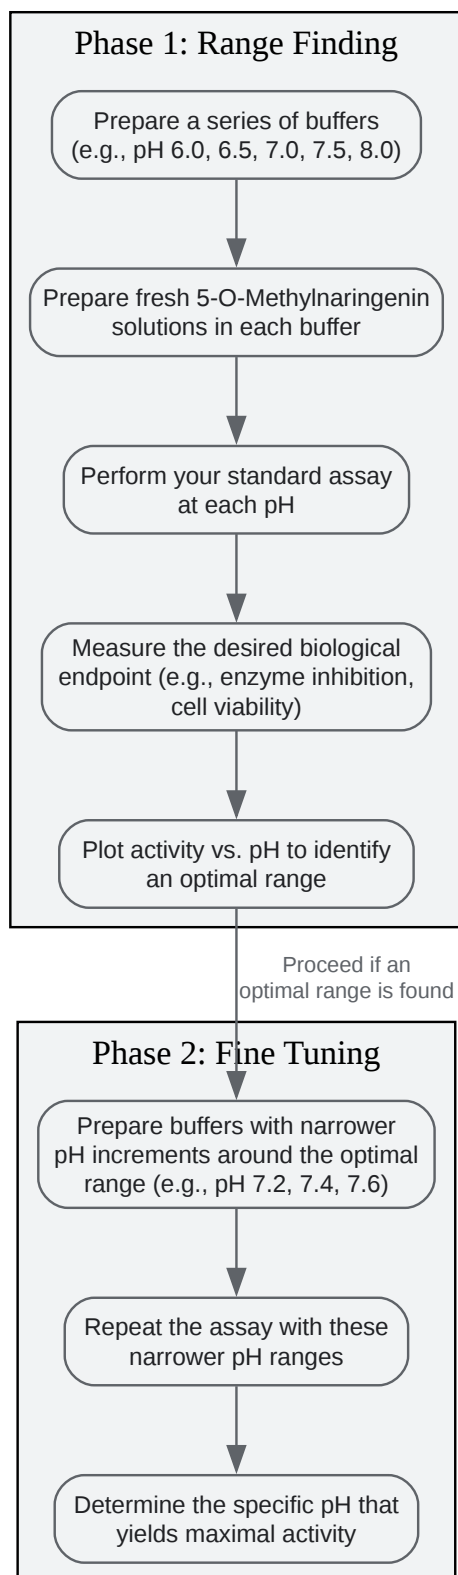 Phase 1: Range Finding
Prepare a series of buffers
(e.g., pH 6.0, 6.5, 7.0, 7.5, 8.0)
Prepare fresh 5-O-Methylnaringenin
solutions in each buffer
Perform your standard assay
at each pH
Measure the desired biological
endpoint (e.g., enzyme inhibition,
cell viability)
Plot activity vs. pH to identify
an optimal range
Proceed if an
optimal range is found
Phase 2: Fine Tuning
Prepare buffers with narrower
pH increments around the optimal
range (e.g., pH 7.2, 7.4, 7.6)
Repeat the assay with these
narrower pH ranges
Determine the specific pH that
yields maximal activity